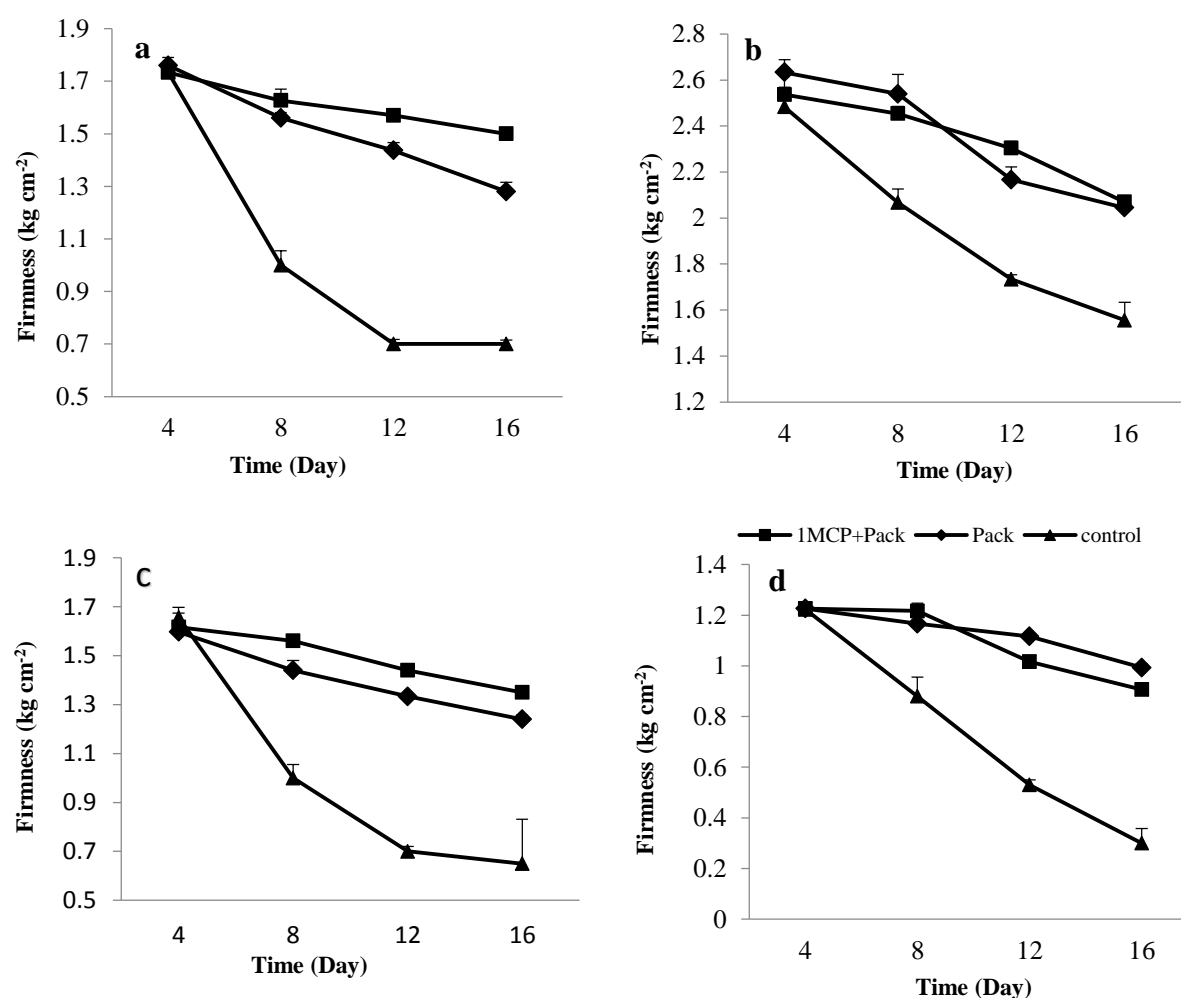 a
1.9
1.7
1.5
1.3
1.1
0.9
0.7
0.5
4 8 12 16
Firmness (kg cm-2)
Time (Day)
b
2.8
2.6
2.4
2.2
2
1.8
1.6
1.4
1.2
4 8 12 16
Firmness (kg cm-2)
Time (Day)
C
1.9
1.7
1.5
1.3
1.1
0.9
0.7
0.5
4 8 12 16
Firmness (kg cm-2)
Time (Day)
1MCP+Pack Pack control
d
1.4
1.2
1
0.8
0.6
0.4
0.2
0
4 8 12 16
Firmness (kg cm-2)
Time (Day)